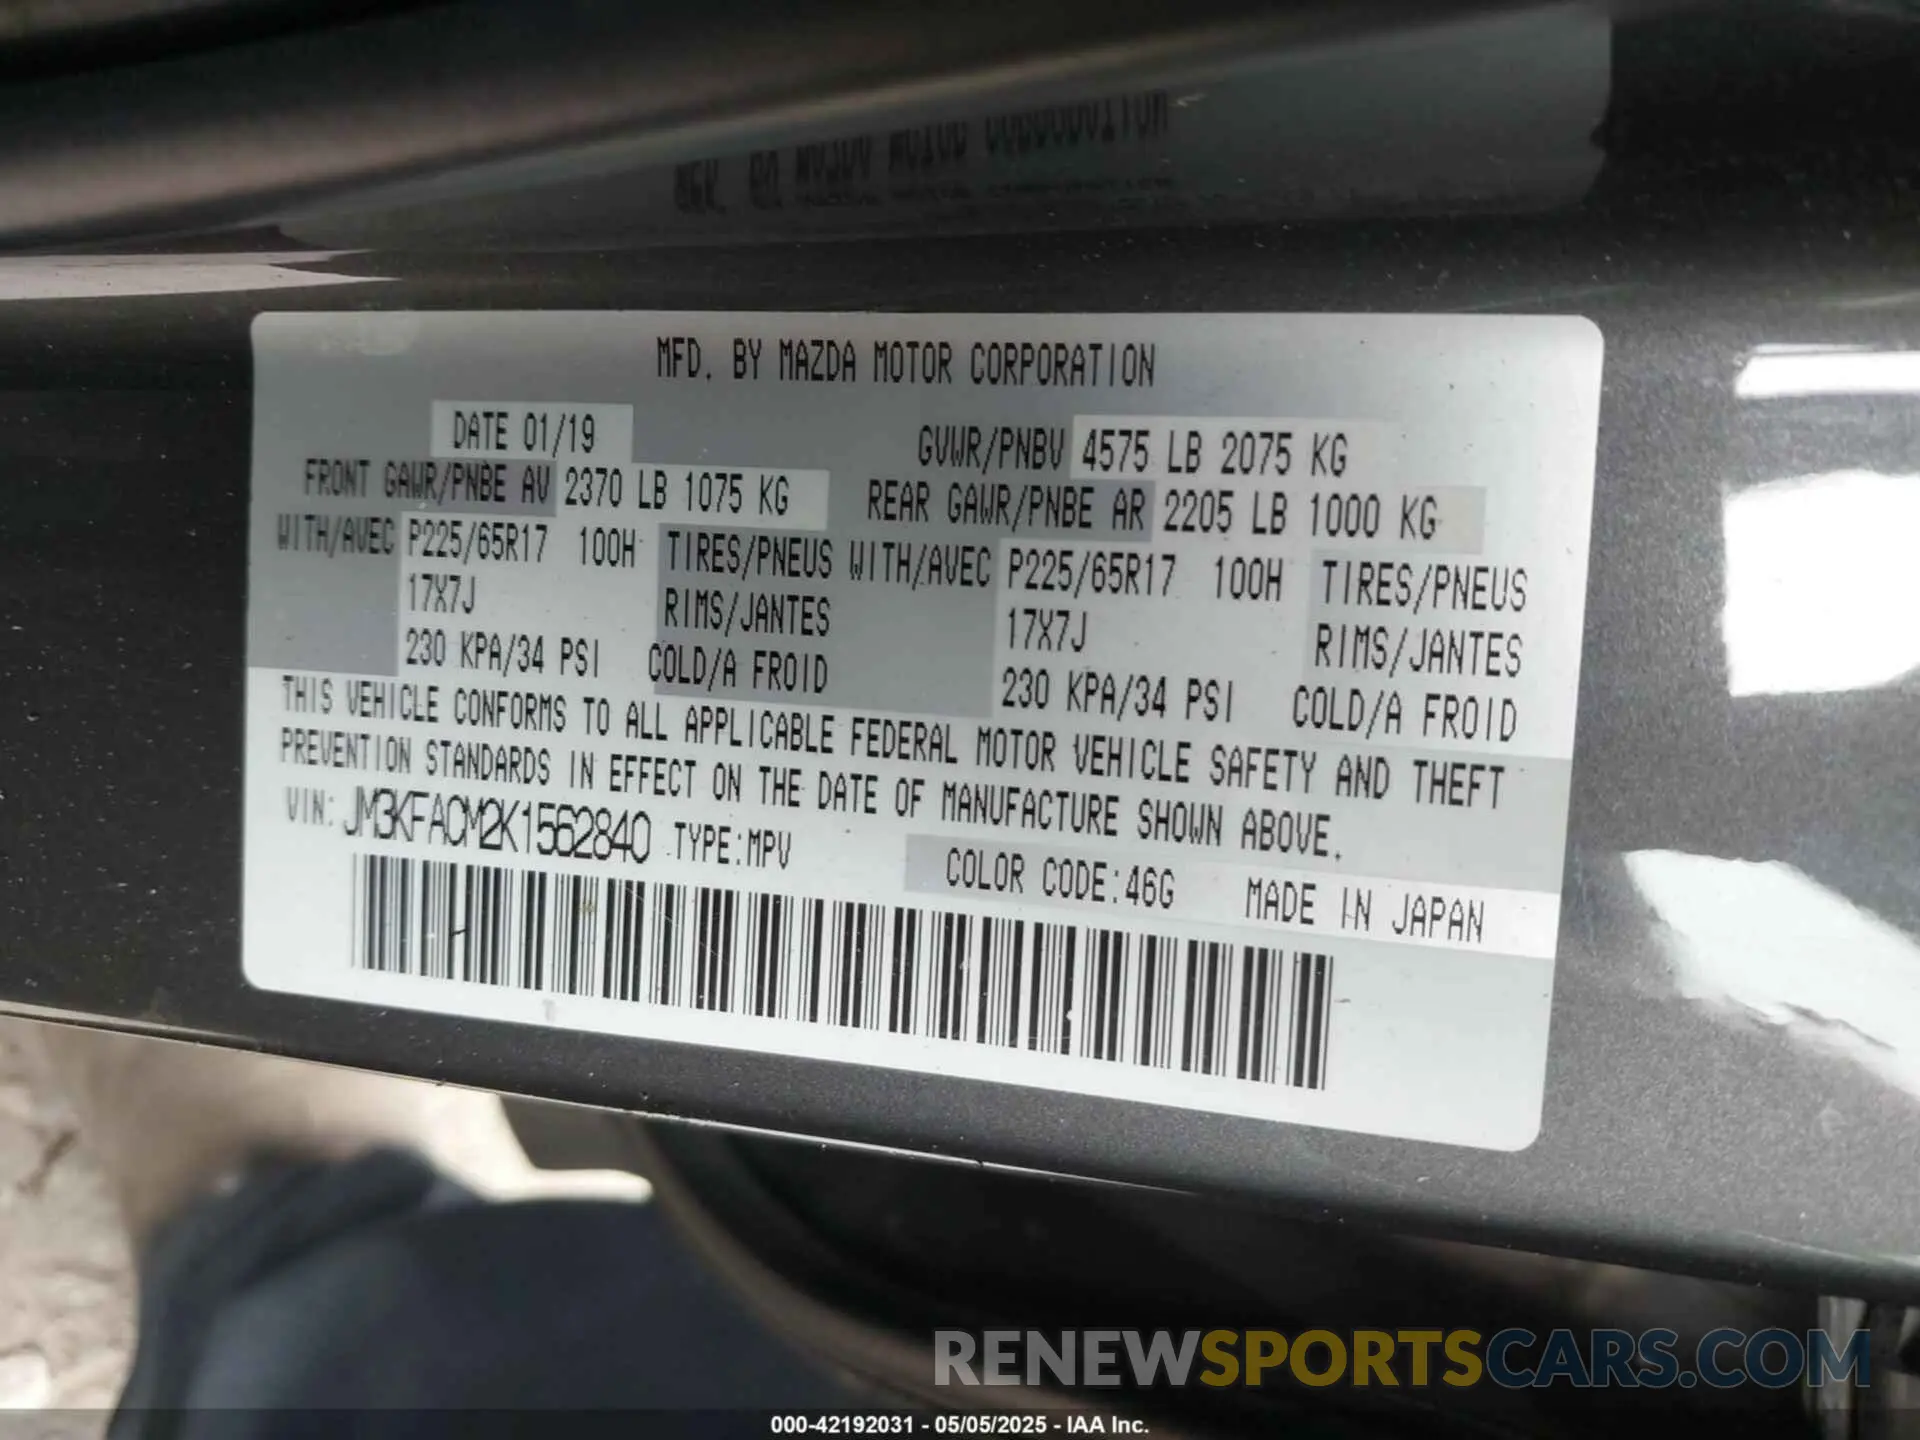 MFD. BY MAZDA MOTOR CORPORATION
DATE 01/19
GVWR/PNBV 4575 LB 2075 KG
FRONT GAWR/PNBE AV 2370 LB 1075 KG
REAR GAWR/PNBE AR 2205 LB 1000 KG
WITH/AVEC P225/65R17 100H TIRES/PNEUS WITH/AVEC P225/65R17 100H TIRES/PNEUS
17X7J RIMS/JANTES 17X7J RIMS/JANTES
230 KPA/34 PSI COLD/A FROID 230 KPA/34 PSI COLD/A FROID
THIS VEHICLE CONFORMS TO ALL APPLICABLE FEDERAL MOTOR VEHICLE SAFETY AND THEFT
PREVENTION STANDARDS IN EFFECT ON THE DATE OF MANUFACTURE SHOWN ABOVE.
VIN: JM3KFACM2K1562840 TYPE:MPV
COLOR CODE:46G MADE IN JAPAN
RENEWSPORTSCARS.COM
000-42192031 - 05/05/2025 - IAA Inc.